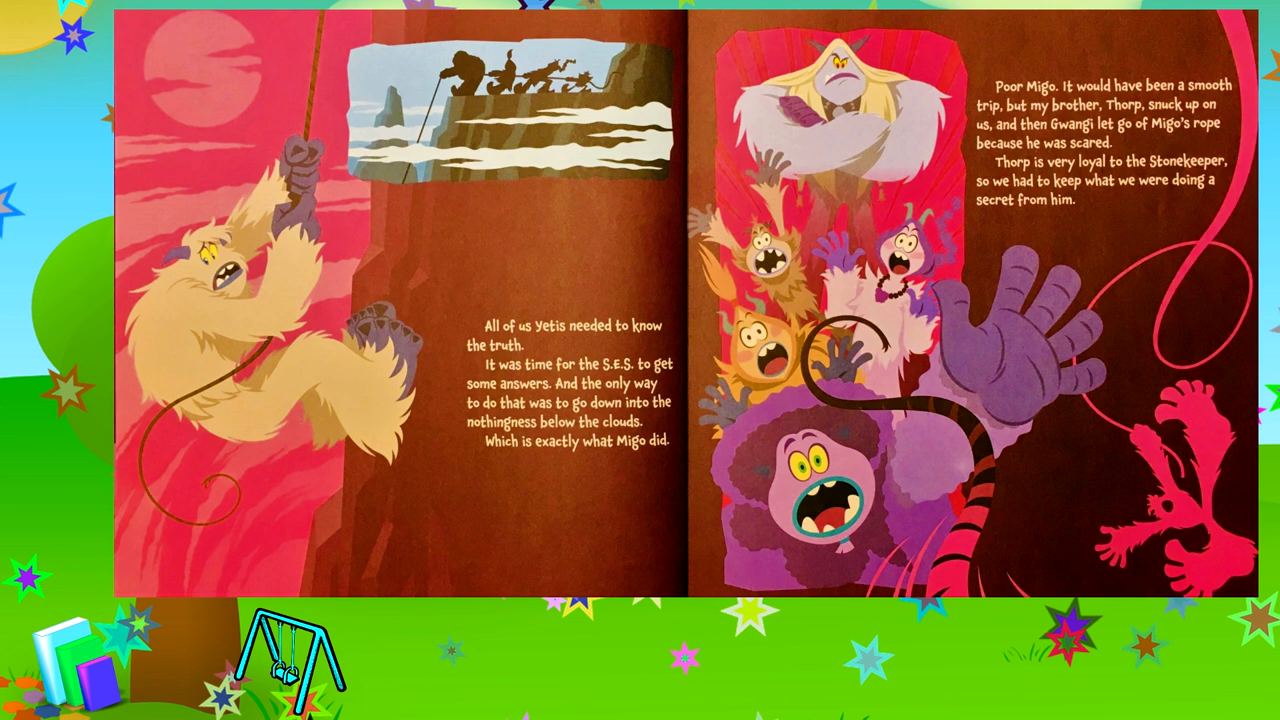 All of us Yetis needed to know
the truth.
It was time for the S.E.S. to get
some answers. And the only way
to do that was to go down into the
nothingness below the clouds.
Which is exactly what Migo did.
Poor Migo. It would have been a smooth
trip, but my brother, Thorp, snuck up on
us, and then Gwangi let go of Migo's rope
because he was scared.
Thorp is very loyal to the Stonekeeper,
so we had to keep what we were doing a
secret from him.